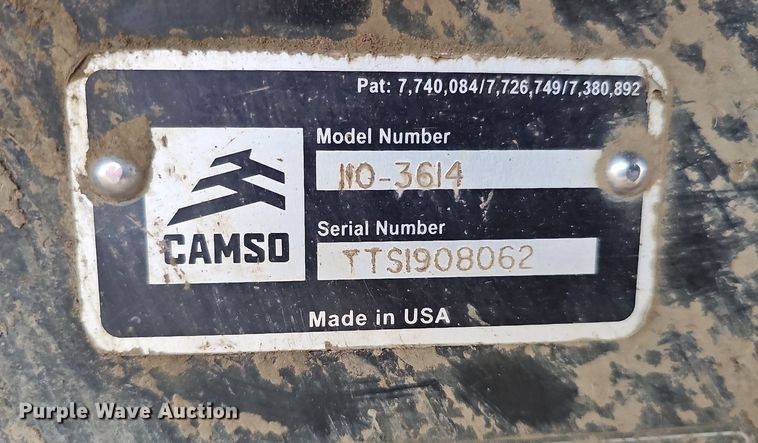 Pat: 7,740,084/7,726,749/7,380,892
Model Number
110-3614
CAMSO
Serial Number
TTS1908062
Made in USA
Purple Wave Auction